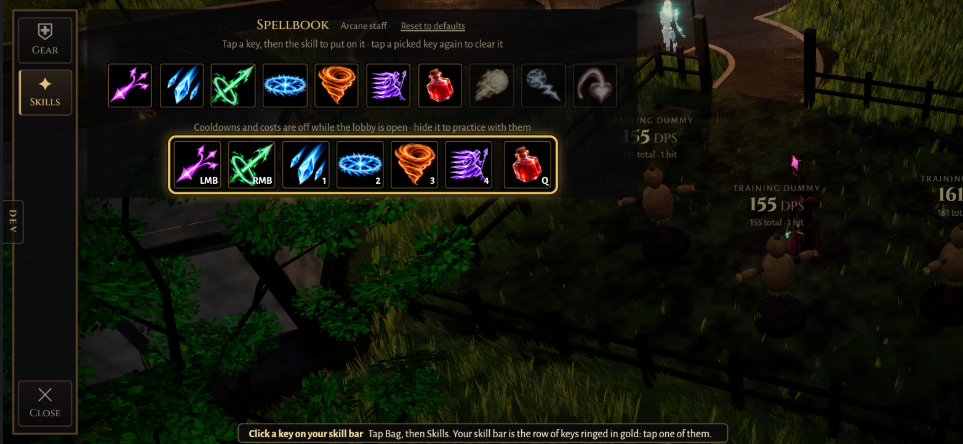 GEAR
SKILLS
DEV
CLOSE
SPELLBOOK Arcane staff · Reset to defaults
Tap a key, then the skill to put on it · tap a picked key again to clear it
Cooldowns and costs are off while the lobby is open · hide it to practice with them
LMB RMB 1 2 3 4 Q
TRAINING DUMMY
155 DPS
total · 1 hit
TRAINING DUMMY
155 DPS
155 total · 1 hit
TRAINING
161
161 tot
Click a key on your skill bar Tap Bag, then Skills. Your skill bar is the row of keys ringed in gold: tap one of them.